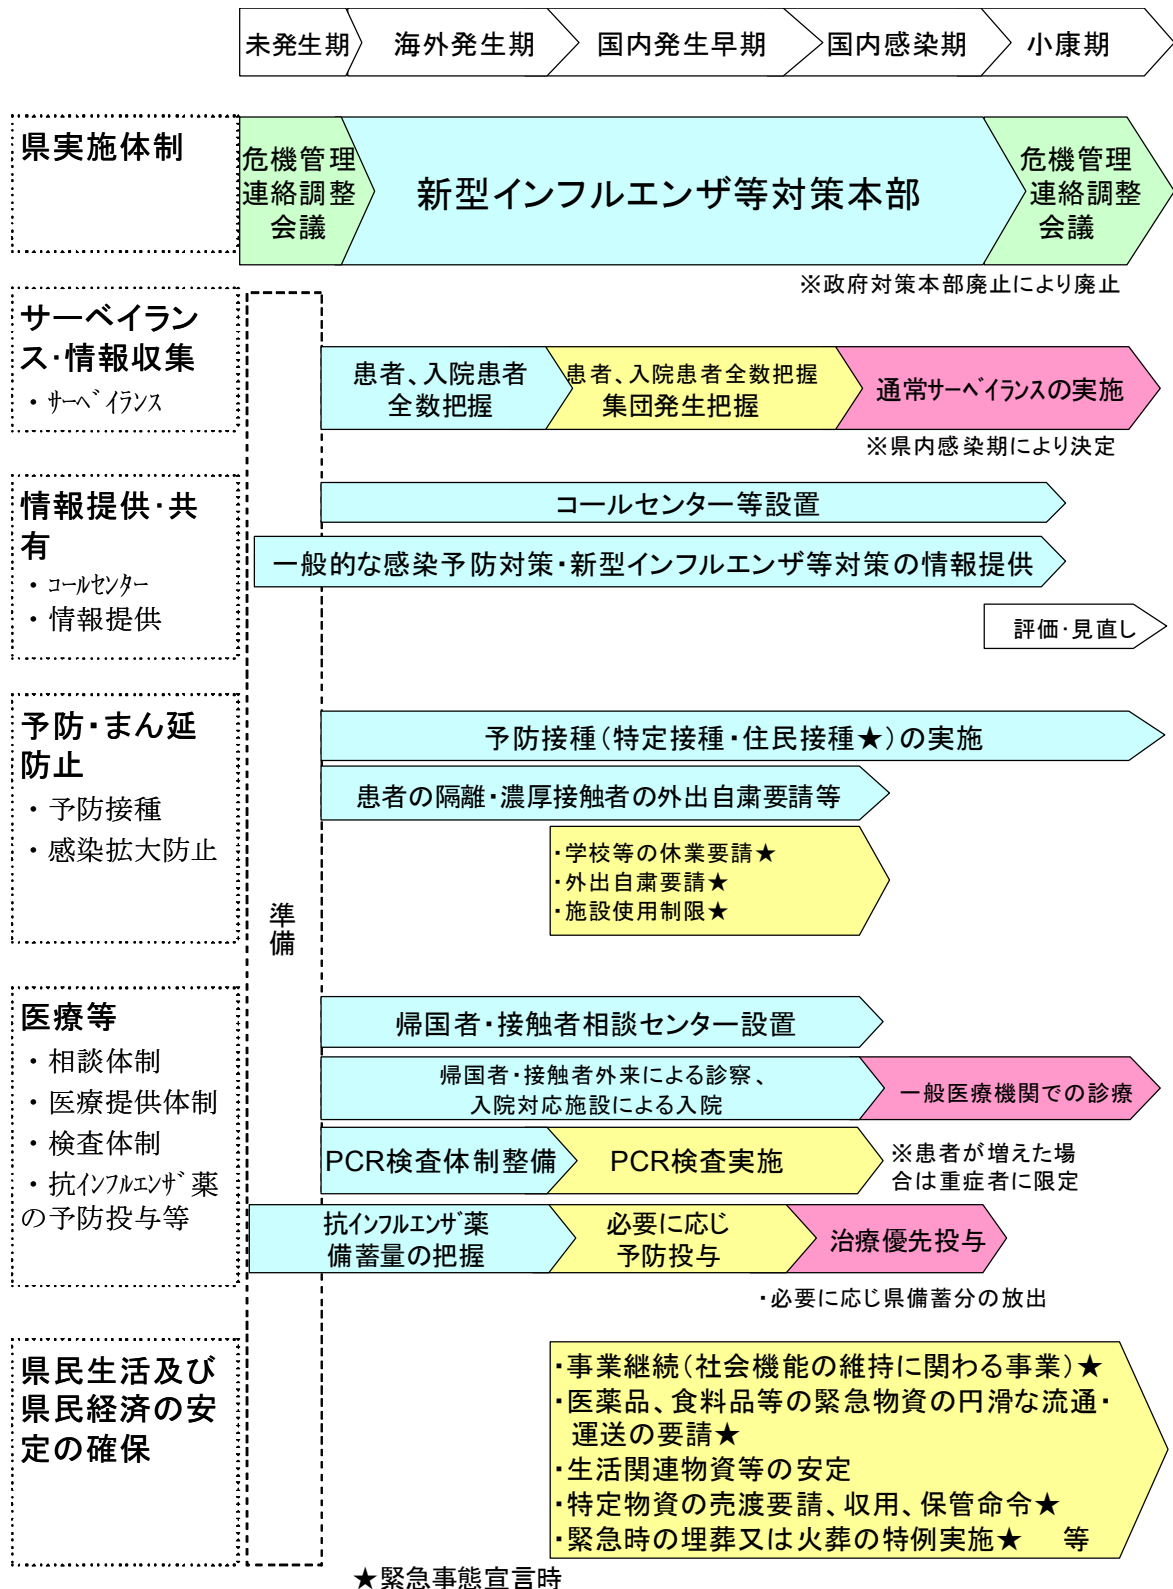 未発生期
海外発生期
国内発生早期
国内感染期
小康期
県実施体制
危機管理
連絡調整
会議
新型インフルエンザ等対策本部
危機管理
連絡調整
会議
※政府対策本部廃止により廃止
サーベイラン
ス・情報収集
・サーベイランス
患者、入院患者
全数把握
患者、入院患者全数把握
集団発生把握
通常サーベイランスの実施
※県内感染期により決定
情報提供・共
有
・コールセンター
・情報提供
コールセンター等設置
一般的な感染予防対策・新型インフルエンザ等対策の情報提供
評価・見直し
予防・まん延
防止
・予防接種
・感染拡大防止
予防接種（特定接種・住民接種★）の実施
患者の隔離・濃厚接触者の外出自粛要請等
・学校等の休業要請★
・外出自粛要請★
・施設使用制限★
準
備
医療等
・相談体制
・医療提供体制
・検査体制
・抗インフルエンザ薬
の予防投与等
帰国者・接触者相談センター設置
帰国者・接触者外来による診察、
入院対応施設による入院
一般医療機関での診療
PCR検査体制整備
PCR検査実施
※患者が増えた場
合は重症者に限定
抗インフルエンザ薬
備蓄量の把握
必要に応じ
予防投与
治療優先投与
・必要に応じ県備蓄分の放出
県民生活及び
県民経済の安
定の確保
・事業継続（社会機能の維持に関わる事業）★
・医薬品、食料品等の緊急物資の円滑な流通・
運送の要請★
・生活関連物資等の安定
・特定物資の売渡要請、収用、保管命令★
・緊急時の埋葬又は火葬の特例実施★　等
★緊急事態宣言時